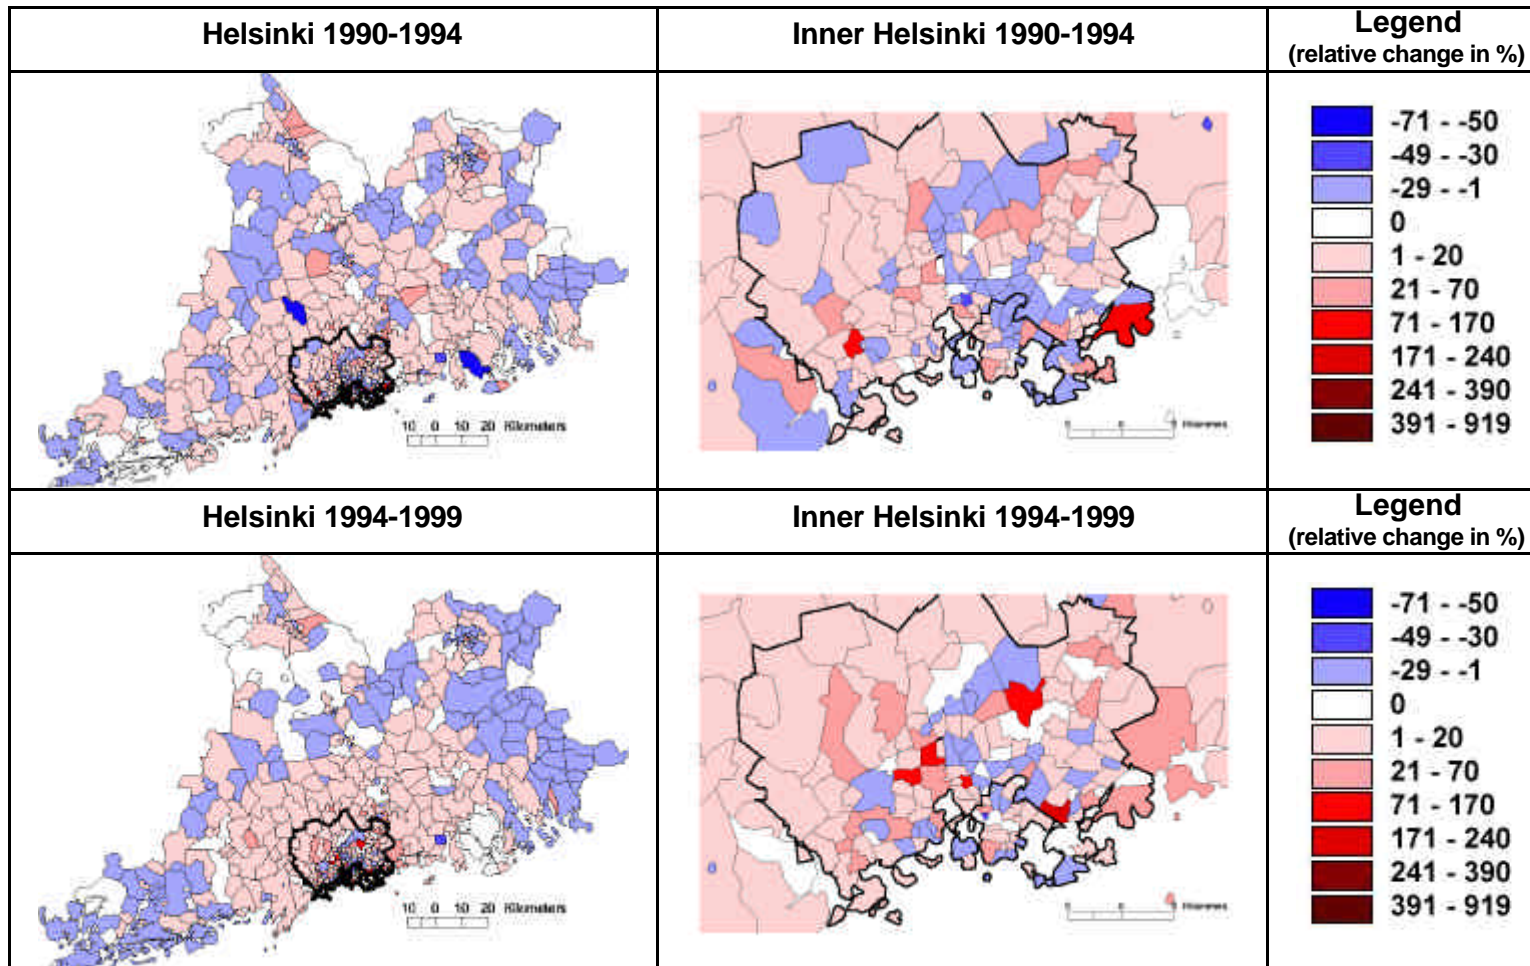 Helsinki 1990-1994
Inner Helsinki 1990-1994
Legend
(relative change in %)
-71 - -50
-49 - -30
-29 - -1
0
1 - 20
21 - 70
71 - 170
171 - 240
241 - 390
391 - 919
10 0 10 20 Kilometers
Helsinki 1994-1999
Inner Helsinki 1994-1999
Legend
(relative change in %)
-71 - -50
-49 - -30
-29 - -1
0
1 - 20
21 - 70
71 - 170
171 - 240
241 - 390
391 - 919
10 0 10 20 Kilometers